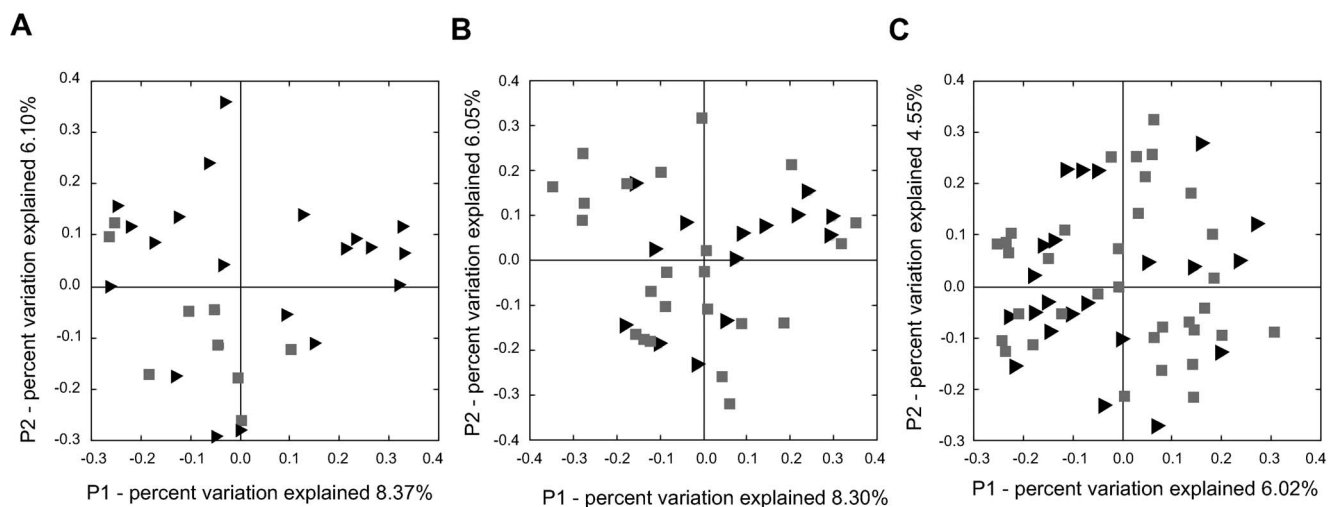 A
P2 - percent variation explained 6.10%
0.4
0.3
0.2
0.1
0.0
-0.1
-0.2
-0.3
-0.3 -0.2 -0.1 0.0 0.1 0.2 0.3 0.4
P1 - percent variation explained 8.37%
B
P2 - percent variation explained 6.05%
0.4
0.3
0.2
0.1
0.0
-0.1
-0.2
-0.3
-0.4
-0.4 -0.3 -0.2 -0.1 0.0 0.1 0.2 0.3 0.4
P1 - percent variation explained 8.30%
C
P2 - percent variation explained 4.55%
0.4
0.3
0.2
0.1
0.0
-0.1
-0.2
-0.3
-0.3 -0.2 -0.1 0.0 0.1 0.2 0.3 0.4
P1 - percent variation explained 6.02%